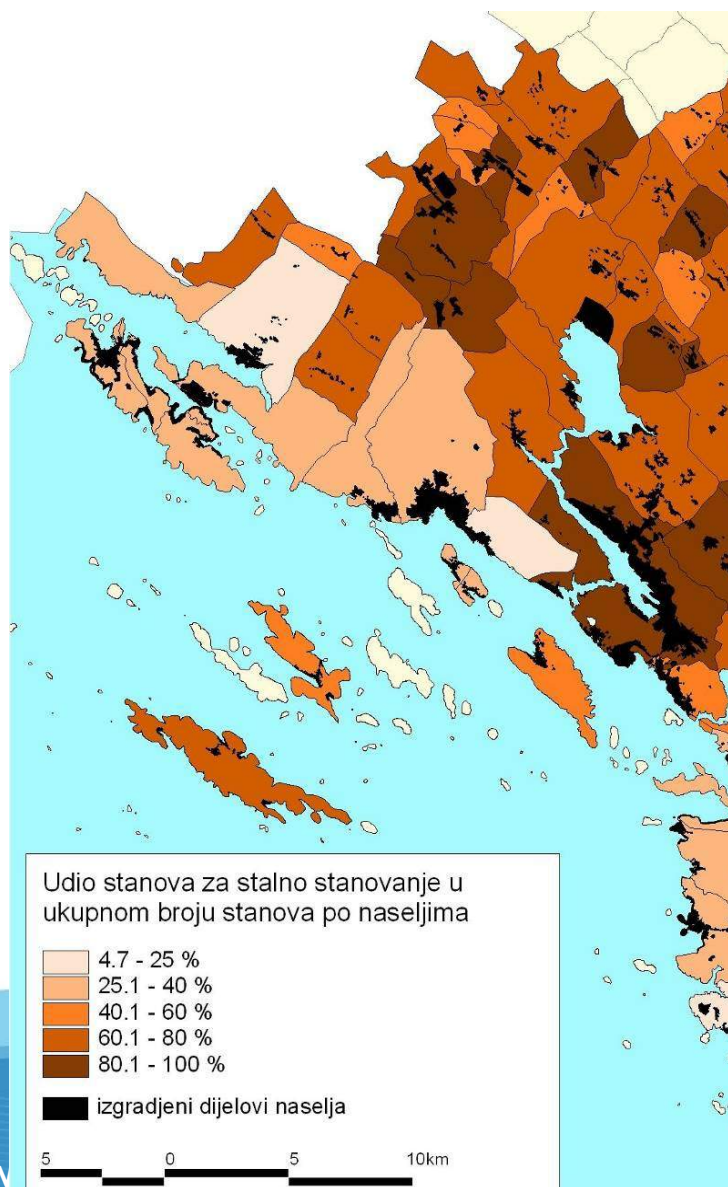 Udio stanova za stalno stanovanje u
ukupnom broju stanova po naseljima
4.7 - 25 %
25.1 - 40 %
40.1 - 60 %
60.1 - 80 %
80.1 - 100 %
izgradjeni dijelovi naselja
5 0 5 10km